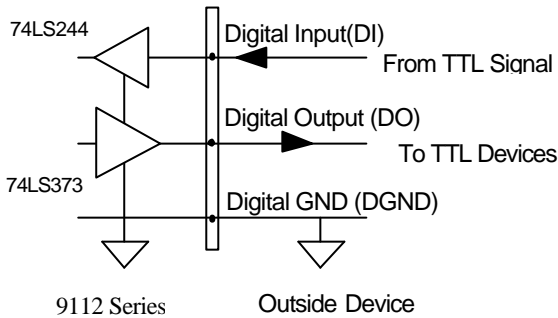 74LS244
Digital Input(DI)
From TTL Signal
Digital Output (DO)
To TTL Devices
74LS373
Digital GND (DGND)
9112 Series
Outside Device